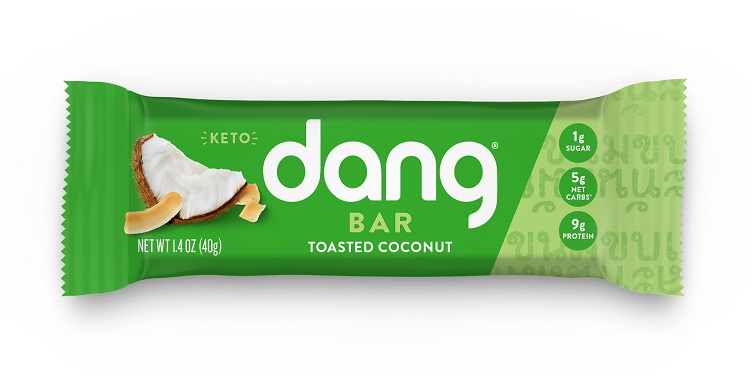 KETO
dang®
BAR
TOASTED COCONUT
NET WT 1.4 OZ (40g)
1g
SUGAR
5g
NET
CARBS*
9g
PROTEIN